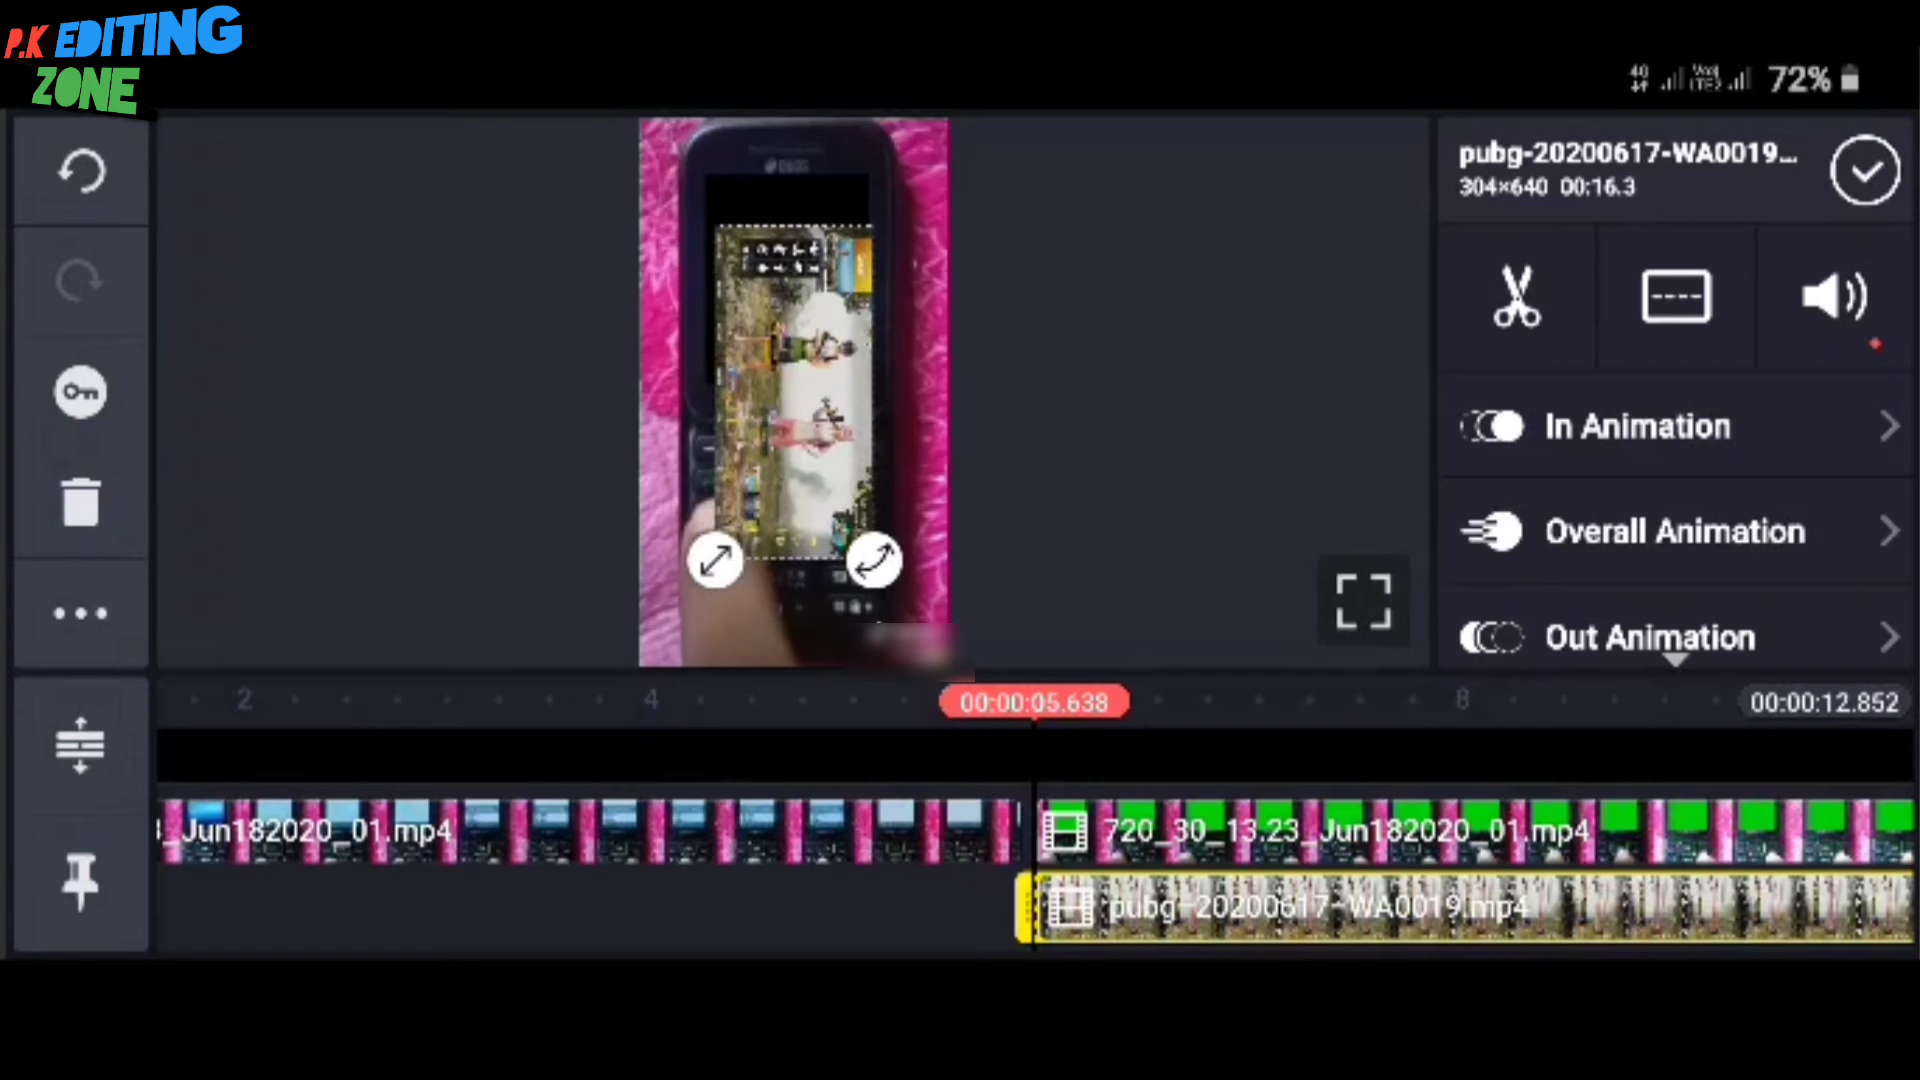 P.K EDITING
ZONE
72%
pubg-20200617-WA0019...
304×640 00:16.3
In Animation
Overall Animation
Out Animation
2
4
00:00:05.638
8
00:00:12.852
_Jun182020_01.mp4
720_30_13.23_Jun182020_01.mp4
pubg-20200617-WA0019.mp4